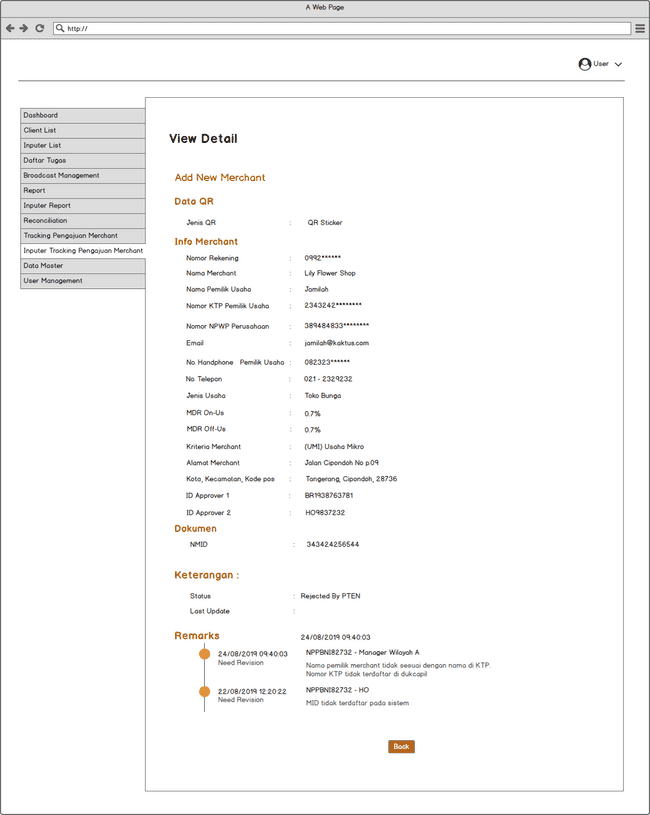 A Web Page
http://
User
Dashboard
Client List
Inputer List
Daftar Tugas
Broadcast Management
Report
Inputer Report
Reconciliation
Tracking Pengajuan Merchant
Inputer Tracking Pengajuan Merchant
Data Master
User Management
View Detail
Add New Merchant
Data QR
Jenis QR : QR Sticker
Info Merchant
Nomor Rekening : 0992******
Nama Merchant : Lily Flower Shop
Nama Pemilik Usaha : Jamilah
Nomor KTP Pemilik Usaha : 2343242********
Nomor NPWP Perusahaan : 389484833********
Email : jamilah@kaktus.com
No. Handphone Pemilik Usaha : 082323******
No. Telepon : 021 - 2329232
Jenis Usaha : Toko Bunga
MDR On-Us : 0.7%
MDR Off-Us : 0.7%
Kriteria Merchant : (UMI) Usaha Mikro
Alamat Merchant : Jalan Cipondoh No p.09
Kota, Kecamatan, Kode pos : Tangerang, Cipondoh, 28736
ID Approver 1 : BR1938763781
ID Approver 2 : HO9837232
Dokumen
NMID : 343424256544
Keterangan :
Status : Rejected By PTEN
Last Update :
Remarks 24/08/2019 09:40:03
24/08/2019 09:40:03 NPPBNI82732 - Manager Wilayah A
Need Revision Nama pemilik merchant tidak sesuai dengan nama di KTP.
Nomor KTP tidak terdaftar di dukcapil
22/08/2019 12:20:22 NPPBNI82732 - HO
Need Revision MID tidak terdaftar pada sistem
Back